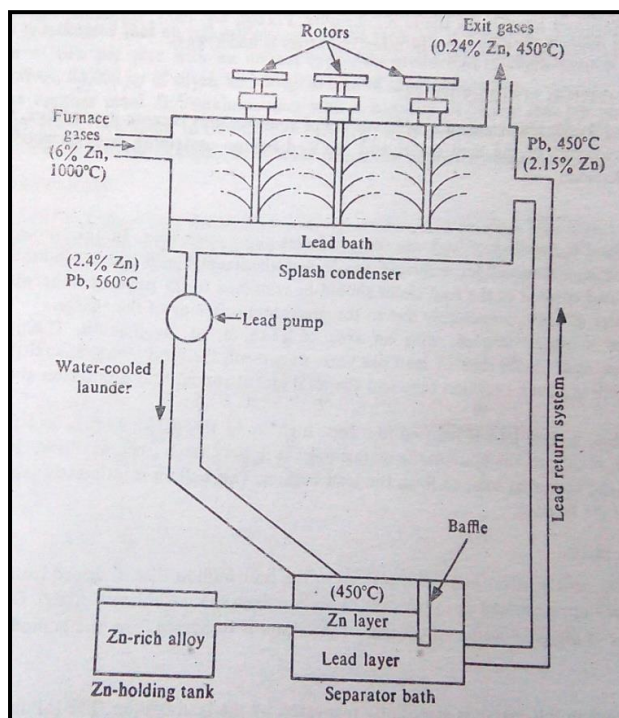 Rotors
Exit gases
(0.24% Zn, 450°C)
Furnace
gases
(6% Zn,
1000°C)
Pb, 450°C
(2.15% Zn)
Lead bath
Splash condenser
(2.4% Zn)
Pb, 560°C
Lead pump
Water-cooled
launder
Lead return system
Baffle
(450°C)
Zn layer
Zn-rich alloy
Lead layer
Zn-holding tank
Separator bath